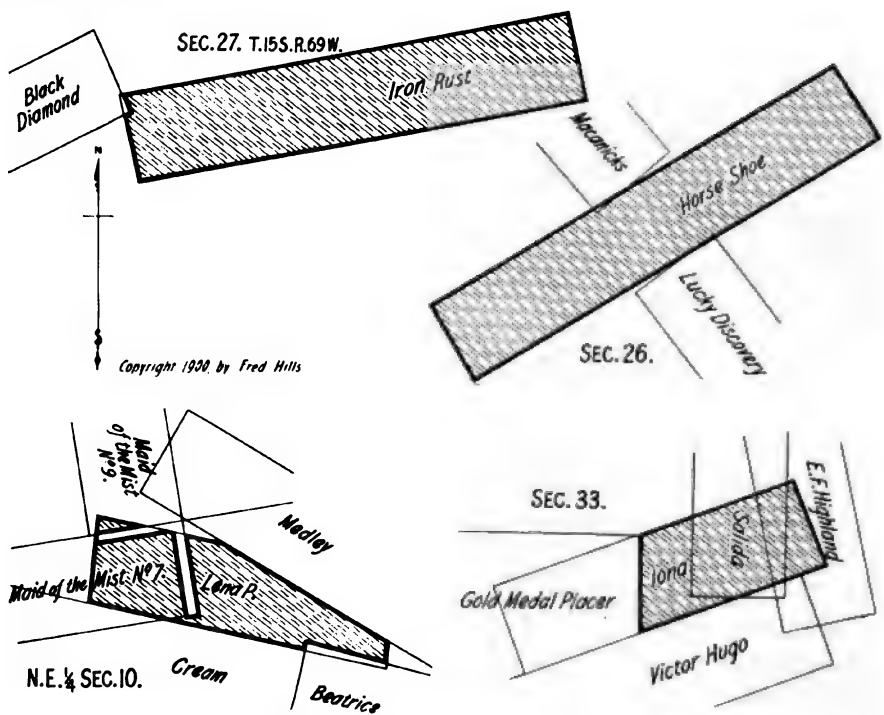 SEC. 27. T.15S. R.69W.
Black
Diamond
Iron Rust
Macanicks
Horse Shoe
Lucky Discovery
SEC. 26.
N
S
Copyright 1900, by Fred Hills
Maid
of the Mist
Nº 9.
Medley
Maid of the Mist. Nº 7.
Lena P.
Cream
N.E. ¼ SEC. 10.
Beatrice
SEC. 33.
E.F. Highland
Salida
Iona
Gold Medal Placer
Victor Hugo